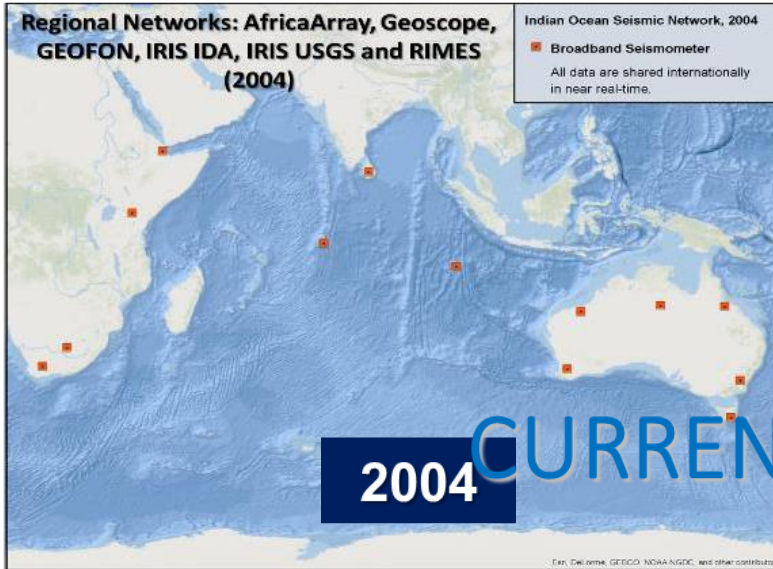 Regional Networks: AfricaArray, Geoscope,
GEOFON, IRIS IDA, IRIS USGS and RIMES
(2004)
Indian Ocean Seismic Network, 2004
Broadband Seismometer
All data are shared internationally
in near real-time.
2004
CURREN
Esri, DeLorme, GEBCO, NOAA NGDC, and other contributo